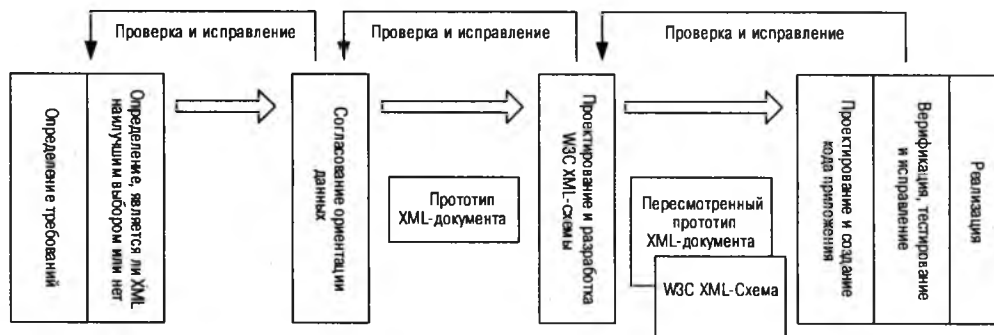 Проверка и исправление
Проверка и исправление
Проверка и исправление
Определение требований
Определение, является ли XML
наилучшим выбором или нет
Согласование ориентации
данных
Прототип
XML-документа
Проектирование и разработка
W3C XML-схемы
Пересмотренный
прототип
XML-документа
W3C XML-Схема
Проектирование и создание
кода приложения
Верификация, тестирование
и исправление
Реализация